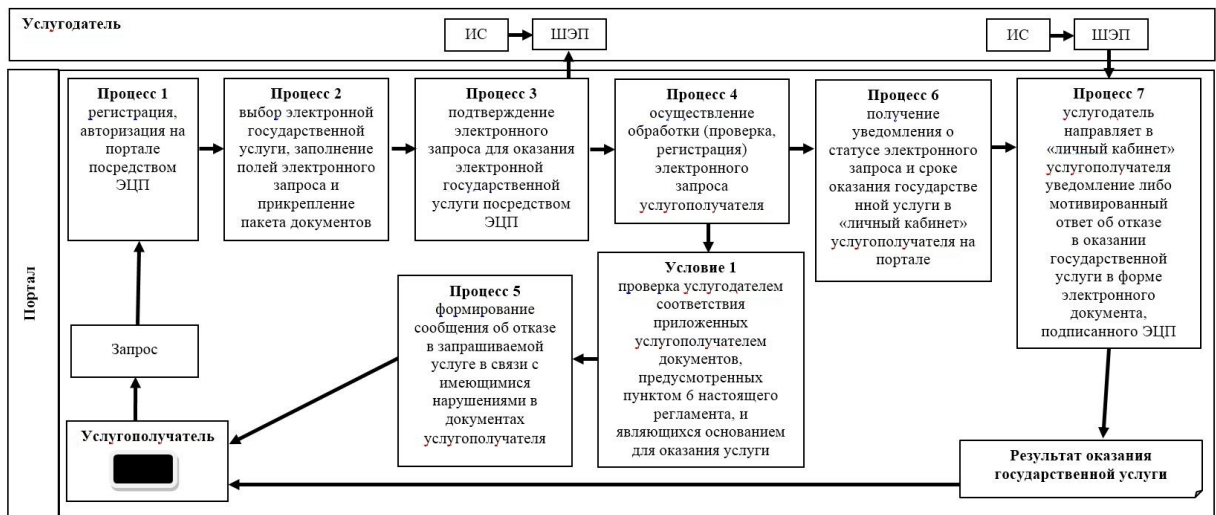 Услугодатель
ИС
ШЭП
ИС
ШЭП
Портал
Процесс 1
регистрация,
авторизация на
портале
посредством
ЭЦП
Процесс 2
выбор электронной
государственной
услуги, заполнение
полей электронного
запроса и
прикрепление
пакета документов
Процесс 3
подтверждение
электронного
запроса для оказания
электронной
государственной
услуги посредством
ЭЦП
Процесс 4
осуществление
обработки (проверка,
регистрация)
электронного
запроса
услугополучателя
Процесс 6
получение
уведомления о
статусе электронного
запроса и сроке
оказания государстве
нной услуги в
«личный кабинет»
услугополучателя на
портале
Процесс 7
услугодатель
направляет в
«личный кабинет»
услугополучателя
уведомление либо
мотивированный
ответ об отказе
в оказании
государственной
услуги в форме
электронного
документа,
подписанного ЭЦП
Условие 1
проверка услугодателем
соответствия
приложенных
услугополучателем
документов,
предусмотренных
пунктом 6 настоящего
регламента, и
являющихся основанием
для оказания услуги
Процесс 5
формирование
сообщения об отказе
в запрашиваемой
услуге в связи с
имеющимися
нарушениями в
документах
услугополучателя
Запрос
Услугополучатель
Результат оказания
государственной услуги